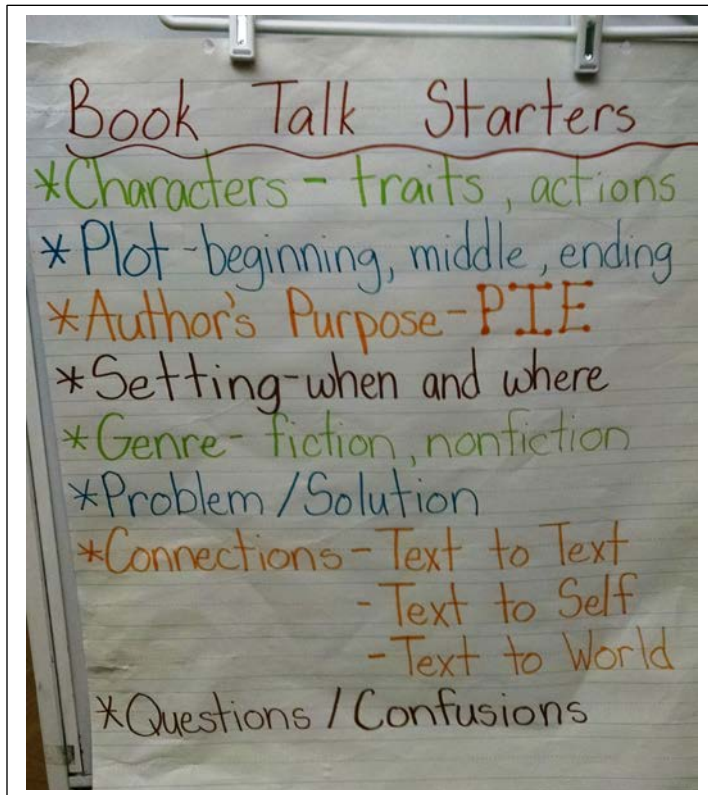 Book Talk Starters
*Characters - traits, actions
*Plot - beginning, middle, ending
*Author's Purpose - PIE
*Setting - when and where
*Genre - fiction, nonfiction
*Problem / Solution
*Connections - Text to Text
- Text to Self
- Text to World
*Questions / Confusions